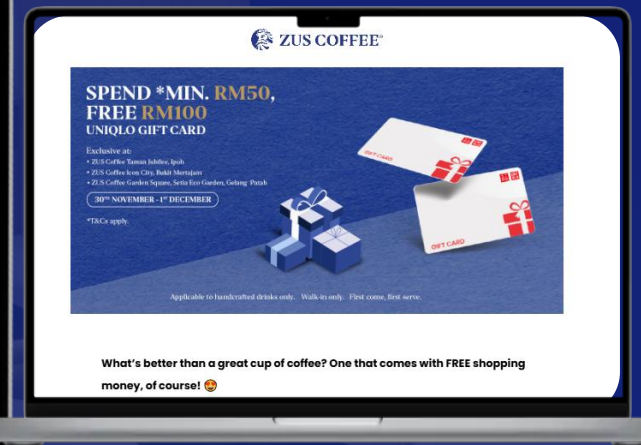 ZUS COFFEE®
SPEND *MIN. RM50,
FREE RM100
UNIQLO GIFT CARD
Exclusive at:
• ZUS Coffee Taman Jubilee, Ipoh
• ZUS Coffee Icon City, Bukit Mertajam
• ZUS Coffee Garden Square, Setia Eco Garden, Gelang Patah
30TH NOVEMBER - 1ST DECEMBER
*T&Cs apply.
GIFT CARD
GIFT CARD
Applicable to handcrafted drinks only. Walk-in only. First come, first serve.
What's better than a great cup of coffee? One that comes with FREE shopping
money, of course! 🤩